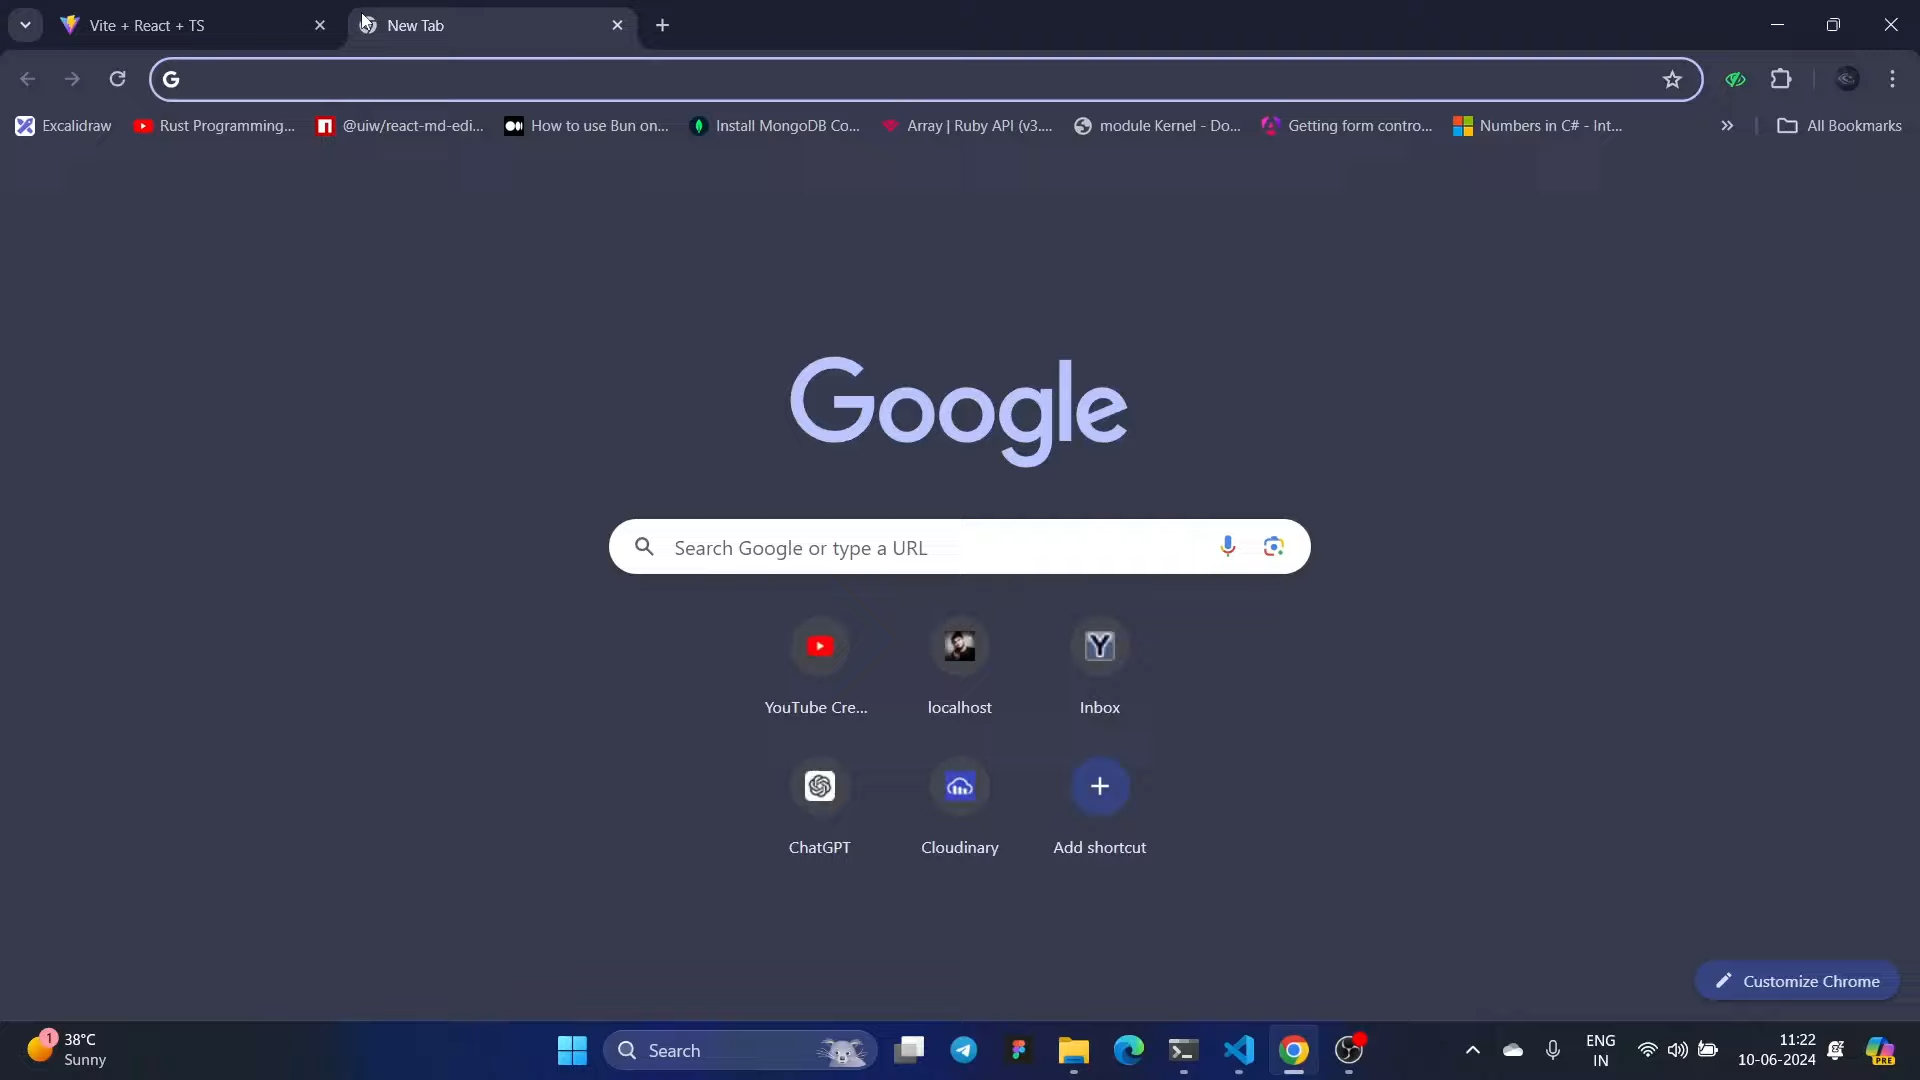 Vite + React + TS
New Tab
Excalidraw
Rust Programming...
@uiw/react-md-edi...
How to use Bun on...
Install MongoDB Co...
Array | Ruby API (v3....
module Kernel - Do...
Getting form contro...
Numbers in C# - Int...
All Bookmarks
Google
Search Google or type a URL
YouTube Cre...
localhost
Inbox
ChatGPT
Cloudinary
Add shortcut
Customize Chrome
1
38°C
Sunny
Search
ENG
IN
11:22
10-06-2024
PRE